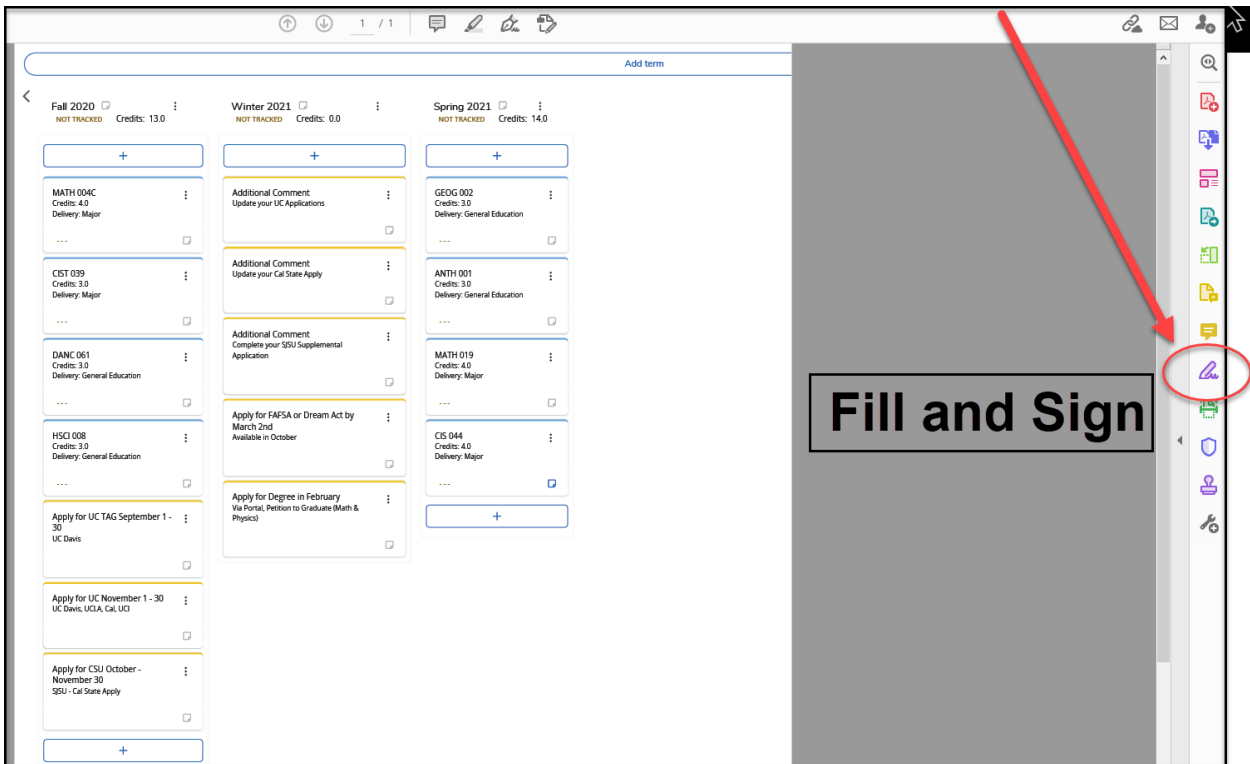 1 / 1
Add term
Fall 2020
NOT TRACKED Credits: 13.0
+
MATH 004C
Credits: 4.0
Delivery: Major
---
CIST 039
Credits: 3.0
Delivery: Major
---
DANC 061
Credits: 3.0
Delivery: General Education
---
HSCI 008
Credits: 3.0
Delivery: General Education
---
Apply for UC TAG September 1 -
30
UC Davis
Apply for UC November 1 - 30
UC Davis, UCLA, Cal, UCI
Apply for CSU October -
November 30
SJSU - Cal State Apply
+
Winter 2021
NOT TRACKED Credits: 0.0
+
Additional Comment
Update your UC Applications
Additional Comment
Update your Cal State Apply
Additional Comment
Complete your SJSU Supplemental
Application
Apply for FAFSA or Dream Act by
March 2nd
Available in October
Apply for Degree in February
Via Portal, Petition to Graduate (Math &
Physics)
Spring 2021
NOT TRACKED Credits: 14.0
+
GEOG 002
Credits: 3.0
Delivery: General Education
---
ANTH 001
Credits: 3.0
Delivery: General Education
---
MATH 019
Credits: 4.0
Delivery: Major
---
CIS 044
Credits: 4.0
Delivery: Major
---
+
Fill and Sign